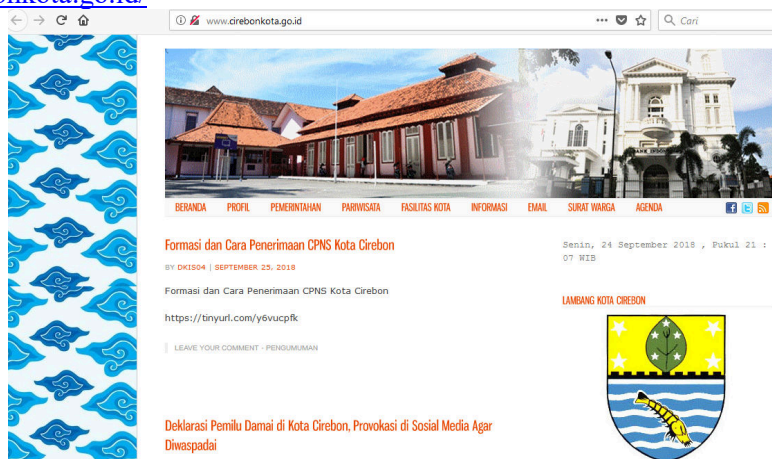 onkota.go.id/
www.cirebonkota.go.id
Cari
BERANDA PROFIL PEMERINTAHAN PARIWISATA FASILITAS KOTA INFORMASI EMAIL SURAT WARGA AGENDA
Formasi dan Cara Penerimaan CPNS Kota Cirebon
BY DKIS04 | SEPTEMBER 25, 2018
Formasi dan Cara Penerimaan CPNS Kota Cirebon
https://tinyurl.com/y6vucpfk
LEAVE YOUR COMMENT - PENGUMUMAN
Deklarasi Pemilu Damai di Kota Cirebon, Provokasi di Sosial Media Agar
Diwaspadai
Senin, 24 September 2018 , Pukul 21 :
07 WIB
LAMBANG KOTA CIREBON